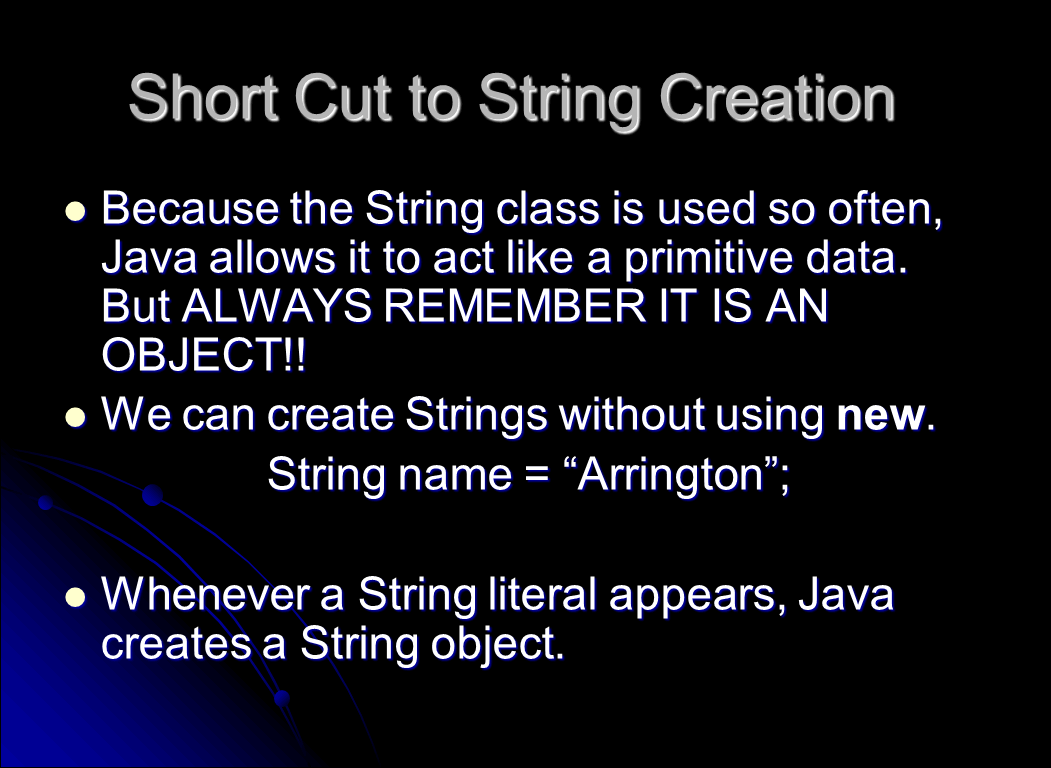 Short Cut to String Creation
Because the String class is used so often,
Java allows it to act like a primitive data.
But ALWAYS REMEMBER IT IS AN
OBJECT!!
We can create Strings without using new.
String name = “Arrington”;
Whenever a String literal appears, Java
creates a String object.